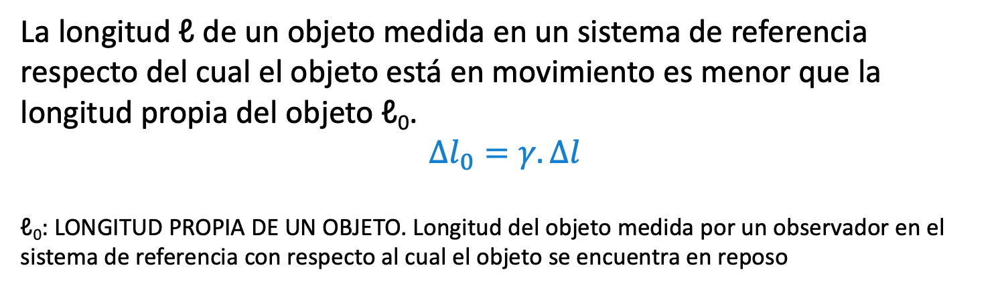 La longitud ℓ de un objeto medida en un sistema de referencia
respecto del cual el objeto está en movimiento es menor que la
longitud propia del objeto ℓ₀.
Δl₀ = γ. Δl
ℓ₀: LONGITUD PROPIA DE UN OBJETO. Longitud del objeto medida por un observador en el
sistema de referencia con respecto al cual el objeto se encuentra en reposo